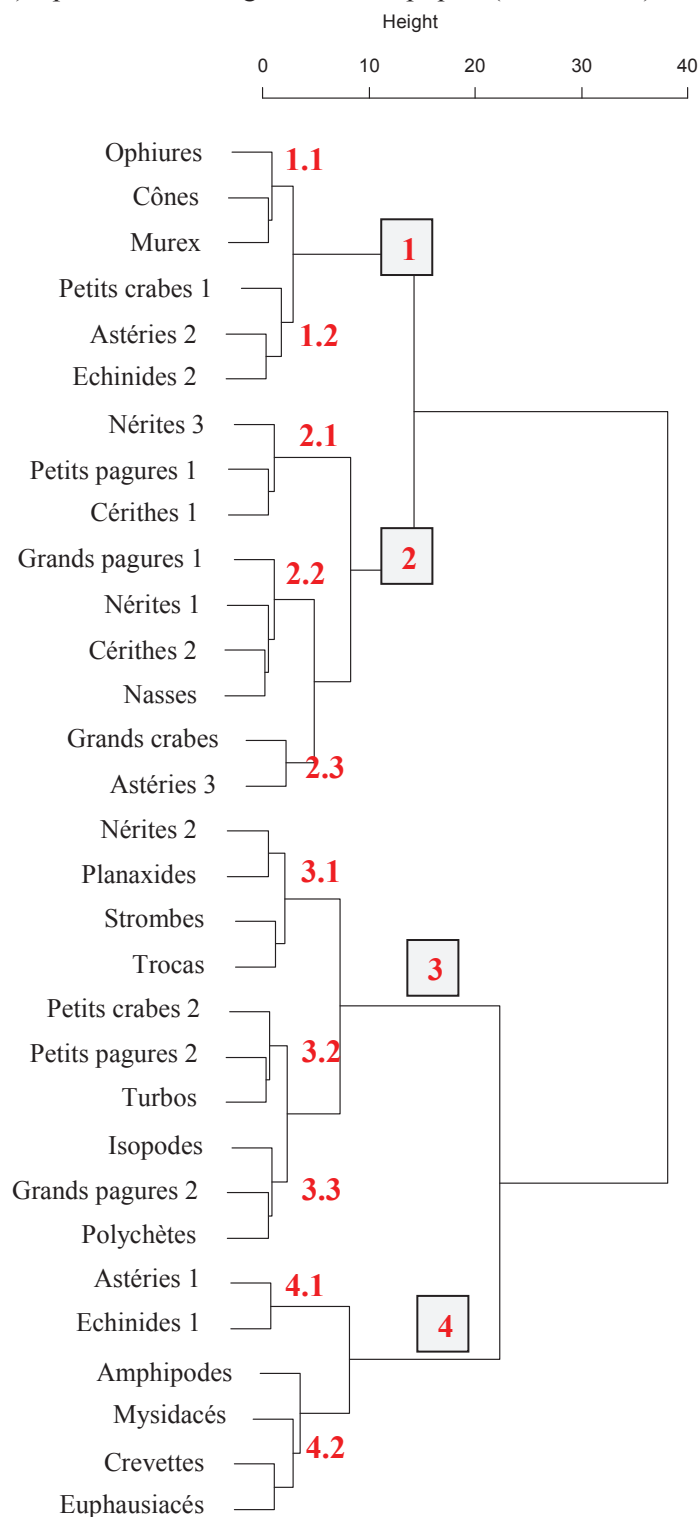 Height
0 10 20 30 40
Ophiures
1.1
Cônes
1
Murex
Petits crabes 1
Astéries 2
1.2
Echinides 2
Nérites 3
2.1
Petits pagures 1
Cérithes 1
2
Grands pagures 1
2.2
Nérites 1
Cérithes 2
Nasses
Grands crabes
2.3
Astéries 3
Nérites 2
3.1
Planaxides
Strombes
3
Trocas
Petits crabes 2
3.2
Petits pagures 2
Turbos
Isopodes
3.3
Grands pagures 2
Polychètes
Astéries 1
4.1
Echinides 1
4
Amphipodes
Mysidacés
4.2
Crevettes
Euphausiacés